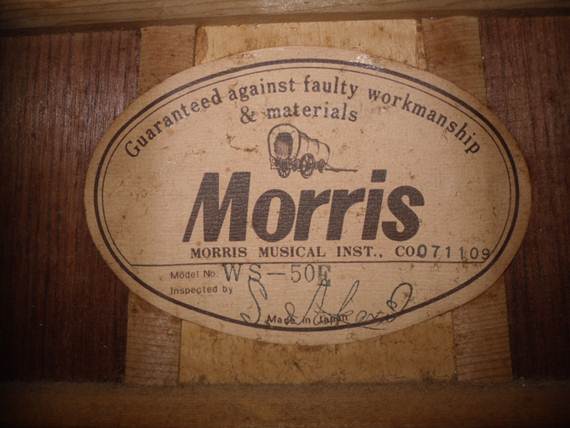 Guaranteed against faulty workmanship
& materials
Morris
MORRIS MUSICAL INST., CO. 071109
Model No. WS-50E
Inspected by
Made in Japan